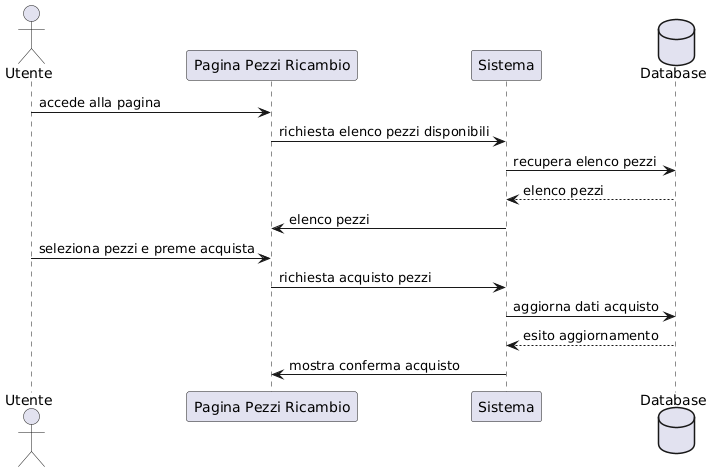 Utente
Pagina Pezzi Ricambio
Sistema
Database
accede alla pagina
richiesta elenco pezzi disponibili
recupera elenco pezzi
elenco pezzi
elenco pezzi
seleziona pezzi e preme acquista
richiesta acquisto pezzi
aggiorna dati acquisto
esito aggiornamento
mostra conferma acquisto
Utente
Pagina Pezzi Ricambio
Sistema
Database